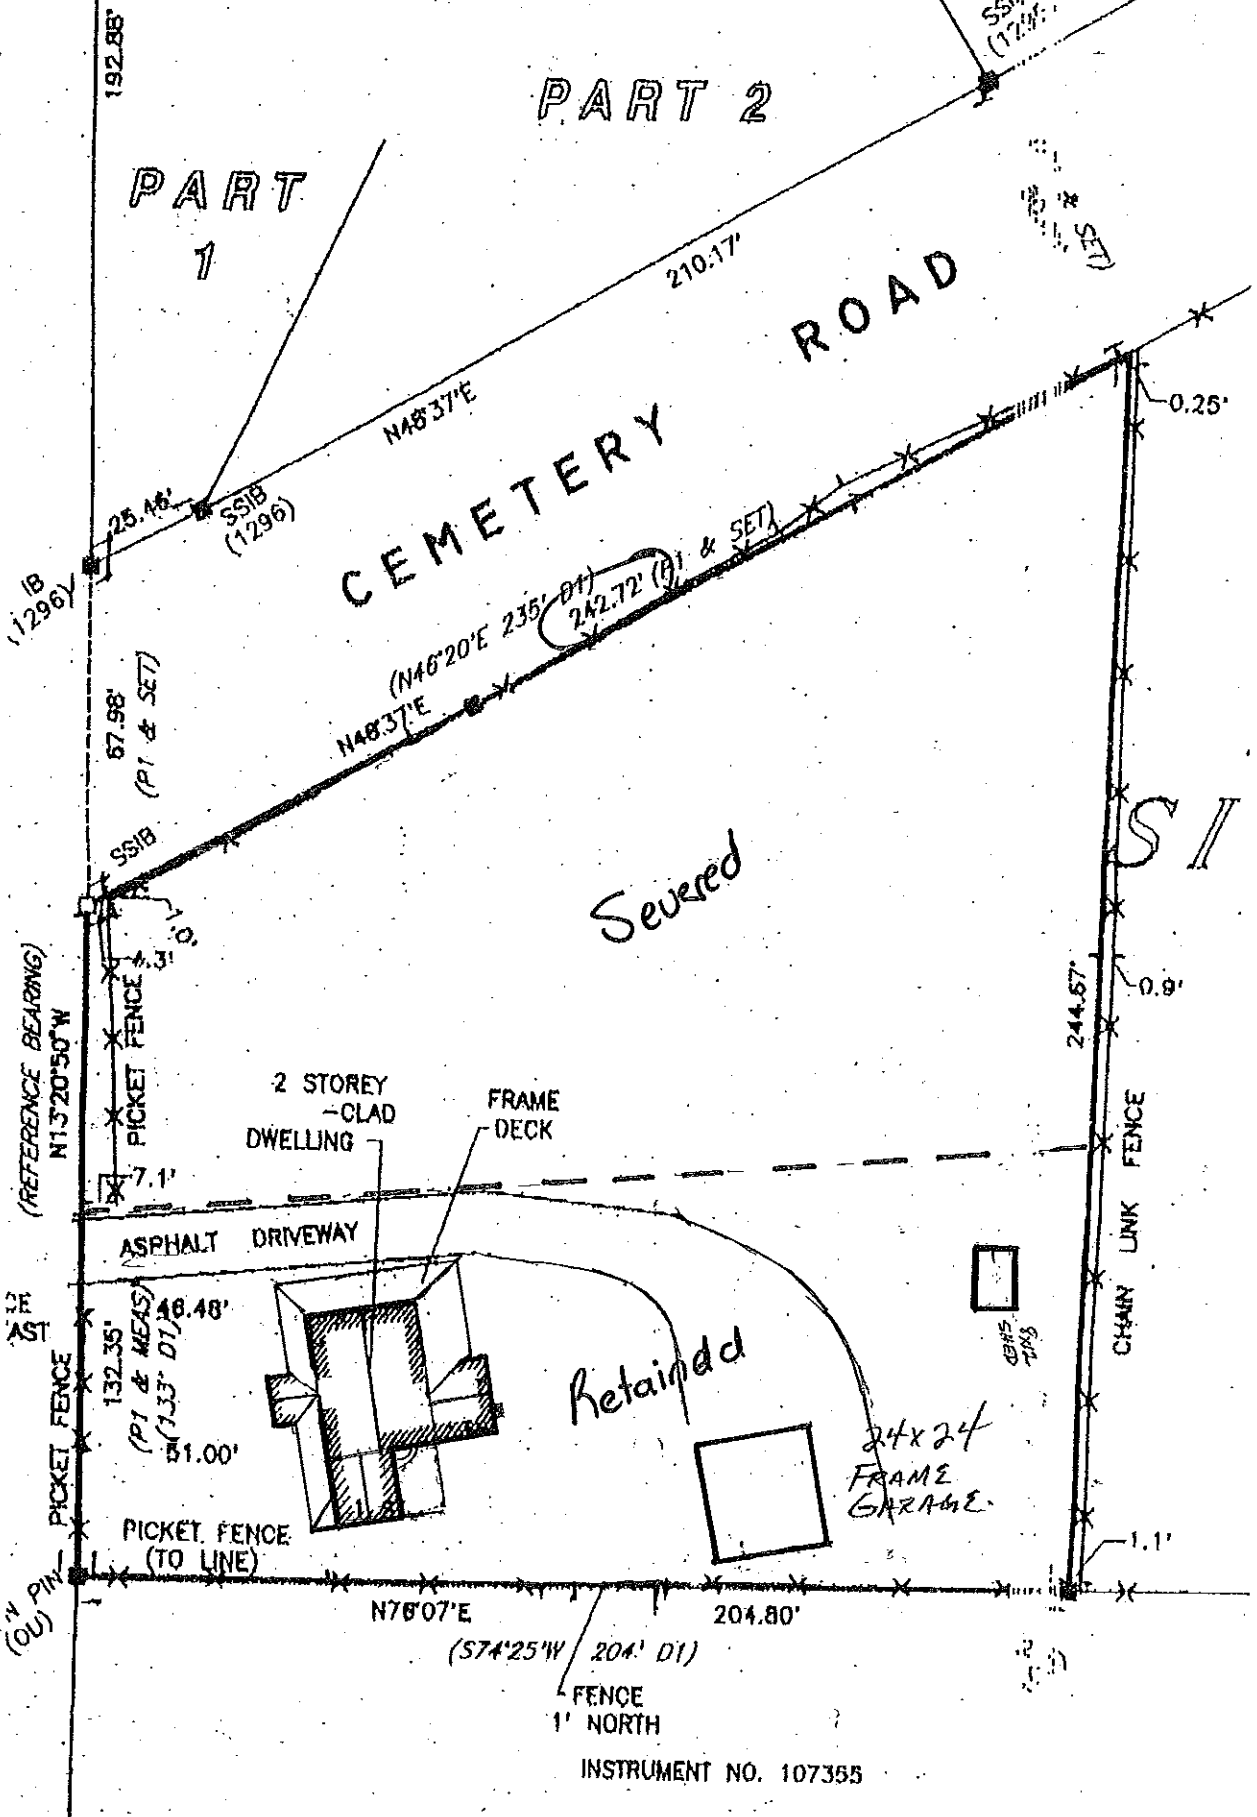 192.88'
PART 2
PART
1
210.17'
N48°37'E
CEMETERY ROAD
SET)
0.25'
25.46'
SSIB
(1296)
IB
(1296)
(N46°20'E 235' D1)
242.72' (P1 & SET)
N48°37'E
67.98'
(P1 & SET)
SSIB
1.0'
4.3'
Severed
SI
(REFERENCE BEARING)
N13°20'50"W
PICKET FENCE
7.1'
2 STOREY
-CLAD
DWELLING
FRAME
DECK
244.67'
0.9'
CHAIN LINK FENCE
ASPHALT DRIVEWAY
46.48'
AST
132.35'
(P1 & MEAS)
(133' D1)
PICKET FENCE
51.00'
Retained
24x24
FRAME
GARAGE
PICKET FENCE
(TO LINE)
1.1'
PIN
(OU)
N76°07'E
204.80'
(S74°25'W 204' D1)
FENCE
1' NORTH
INSTRUMENT NO. 107355